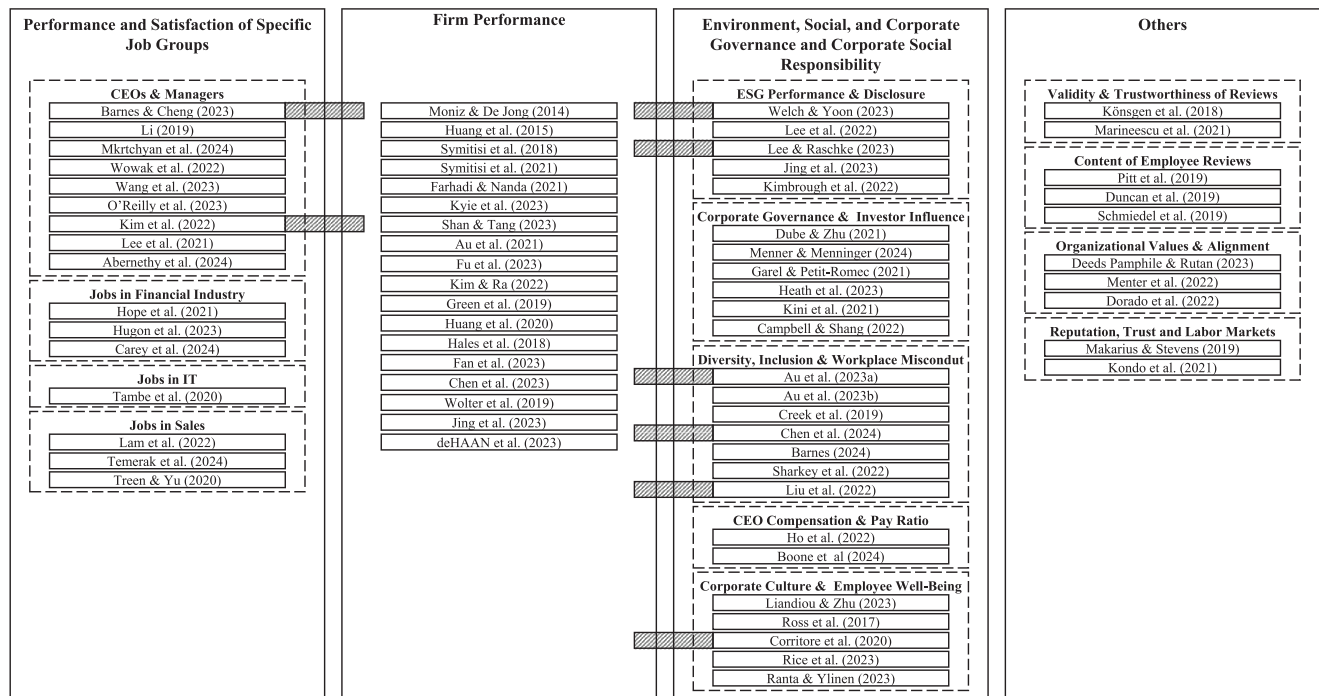 Performance and Satisfaction of Specific
Job Groups
CEOs & Managers
Barnes & Cheng (2023)
Li (2019)
Mkrtchyan et al. (2024)
Wowak et al. (2022)
Wang et al. (2023)
O'Reilly et al. (2023)
Kim et al. (2022)
Lee et al. (2021)
Abernethy et al. (2024)
Jobs in Financial Industry
Hope et al. (2021)
Hugon et al. (2023)
Carey et al. (2024)
Jobs in IT
Tambe et al. (2020)
Jobs in Sales
Lam et al. (2022)
Temerak et al. (2024)
Treen & Yu (2020)
Firm Performance
Moniz & De Jong (2014)
Huang et al. (2015)
Symitisi et al. (2018)
Symitisi et al. (2021)
Farhadi & Nanda (2021)
Kyie et al. (2023)
Shan & Tang (2023)
Au et al. (2021)
Fu et al. (2023)
Kim & Ra (2022)
Green et al. (2019)
Huang et al. (2020)
Hales et al. (2018)
Fan et al. (2023)
Chen et al. (2023)
Wolter et al. (2019)
Jing et al. (2023)
deHAAN et al. (2023)
Environment, Social, and Corporate
Governance and Corporate Social
Responsibility
ESG Performance & Disclosure
Welch & Yoon (2023)
Lee et al. (2022)
Lee & Raschke (2023)
Jing et al. (2023)
Kimbrough et al. (2022)
Corporate Governance & Investor Influence
Dube & Zhu (2021)
Menner & Menninger (2024)
Garel & Petit-Romec (2021)
Heath et al. (2023)
Kini et al. (2021)
Campbell & Shang (2022)
Diversity, Inclusion & Workplace Miscondut
Au et al. (2023a)
Au et al. (2023b)
Creek et al. (2019)
Chen et al. (2024)
Barnes (2024)
Sharkey et al. (2022)
Liu et al. (2022)
CEO Compensation & Pay Ratio
Ho et al. (2022)
Boone et al (2024)
Corporate Culture & Employee Well-Being
Liandiou & Zhu (2023)
Ross et al. (2017)
Corritore et al. (2020)
Rice et al. (2023)
Ranta & Ylinen (2023)
Others
Validity & Trustworthiness of Reviews
Könsgen et al. (2018)
Marineescu et al. (2021)
Content of Employee Reviews
Pitt et al. (2019)
Duncan et al. (2019)
Schmiedel et al. (2019)
Organizational Values & Alignment
Deeds Pamphile & Rutan (2023)
Menter et al. (2022)
Dorado et al. (2022)
Reputation, Trust and Labor Markets
Makarius & Stevens (2019)
Kondo et al. (2021)